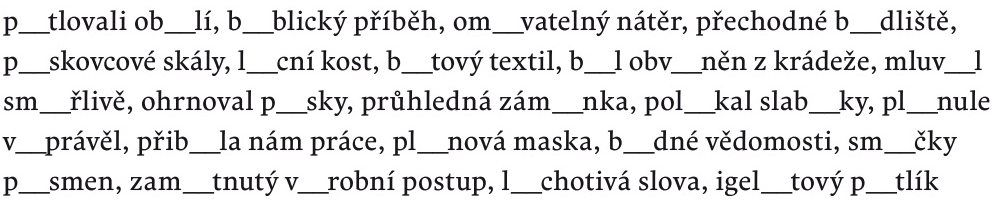 p__tlovali ob__lí, b__blický příběh, om__vatelný nátěr, přechodné b__dliště,
p__skovcové skály, l__cní kost, b__tový textil, b__l obv__něn z krádeže, mluv__l
sm__řlivě, ohrnoval p__sky, průhledná zám__nka, pol__kal slab__ky, pl__nule
v__právěl, přib__la nám práce, pl__nová maska, b__dné vědomosti, sm__čky
p__smen, zam__tnutý v__robní postup, l__chotivá slova, igel__tový p__tlík